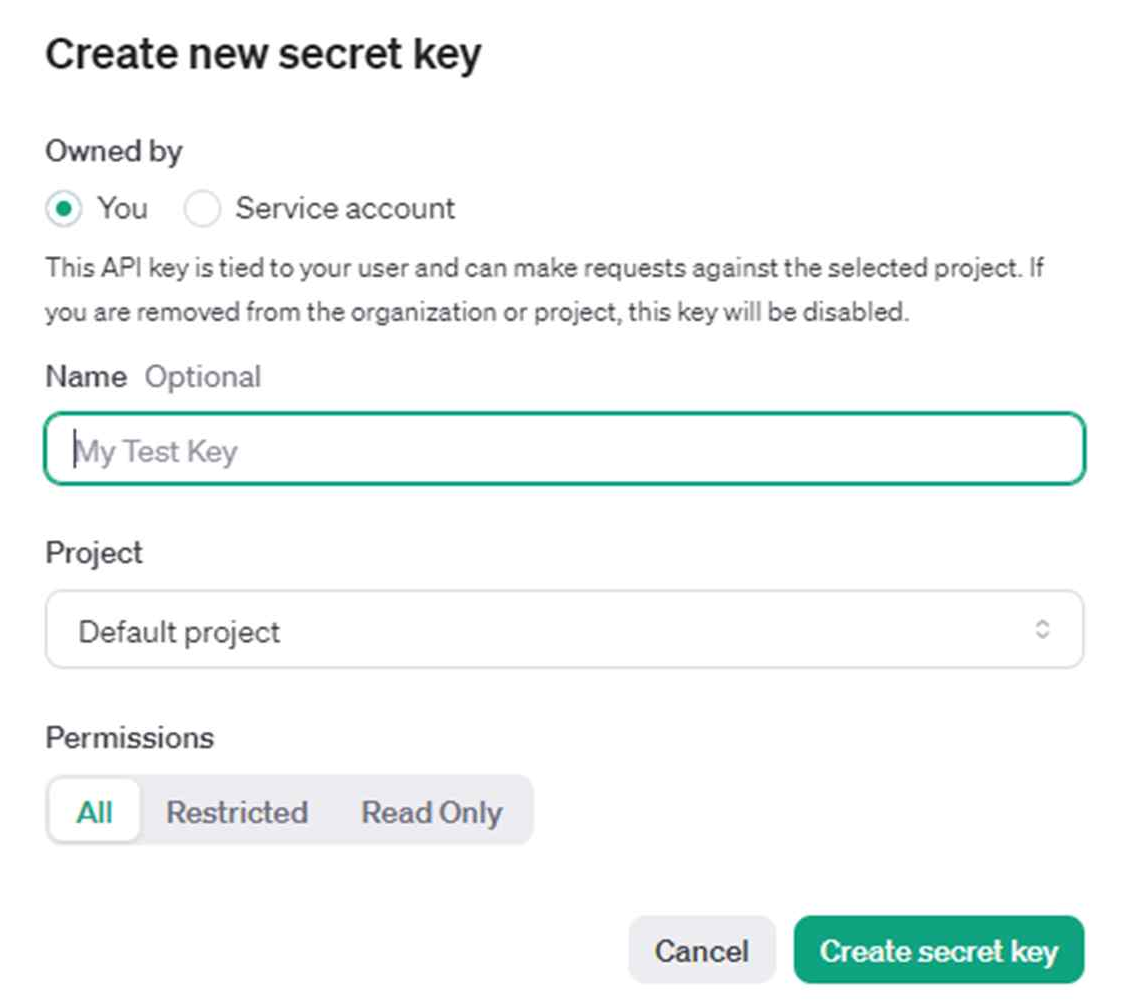 Create new secret key
Owned by
You Service account
This API key is tied to your user and can make requests against the selected project. If
you are removed from the organization or project, this key will be disabled.
Name Optional
My Test Key
Project
Default project
Permissions
All Restricted Read Only
Cancel Create secret key